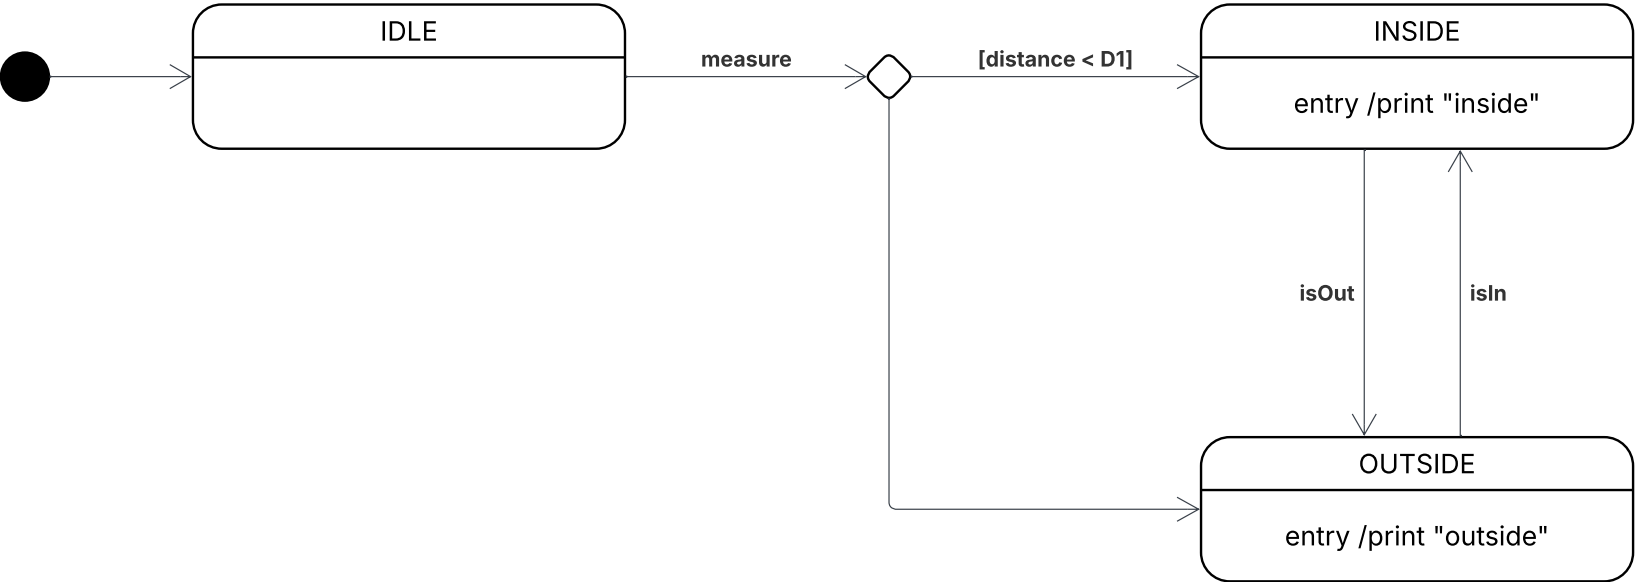 IDLE
measure
[distance < D1]
INSIDE
entry /print "inside"
isOut
isIn
OUTSIDE
entry /print "outside"